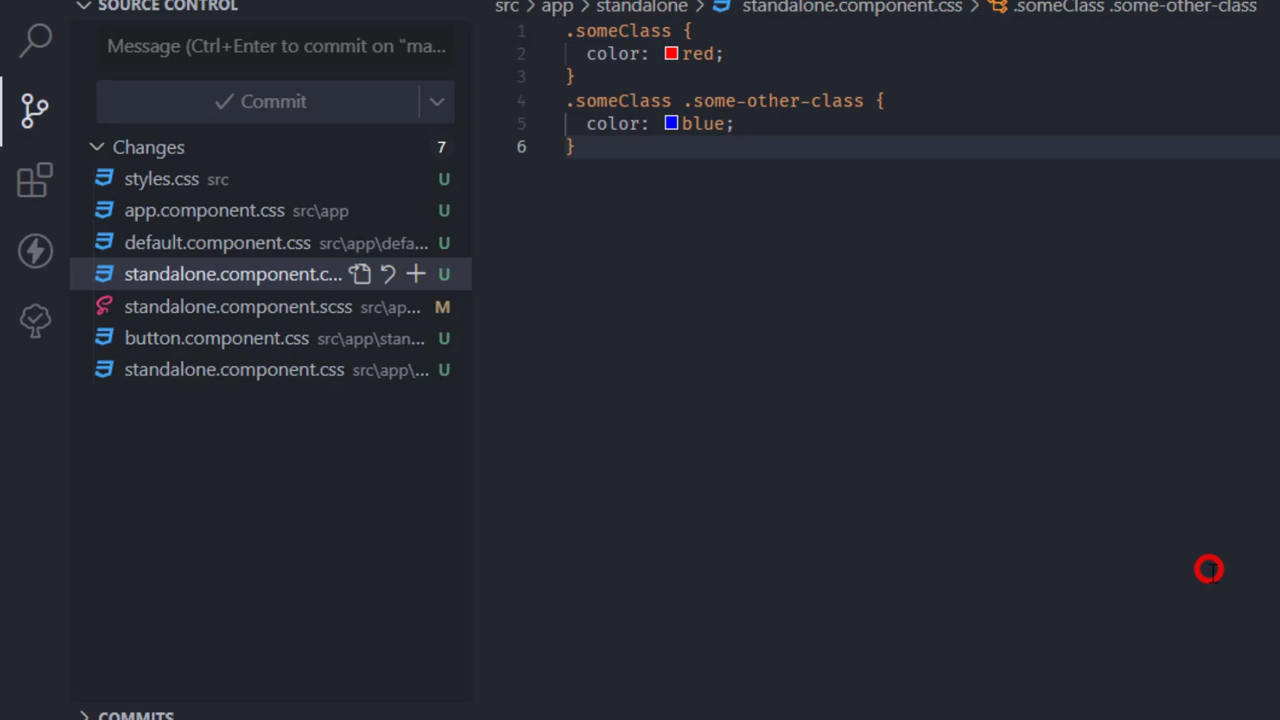 SOURCE CONTROL
Message (Ctrl+Enter to commit on "ma...
Commit
Changes 7
styles.css src U
app.component.css src\app U
default.component.css src\app\defa... U
standalone.component.c... U
standalone.component.scss src\ap... M
button.component.css src\app\stan... U
standalone.component.css src\app\... U
COMMITS
src > app > standalone > standalone.component.css > .someClass .some-other-class
1 .someClass {
2 color: red;
3 }
4 .someClass .some-other-class {
5 color: blue;
6 }